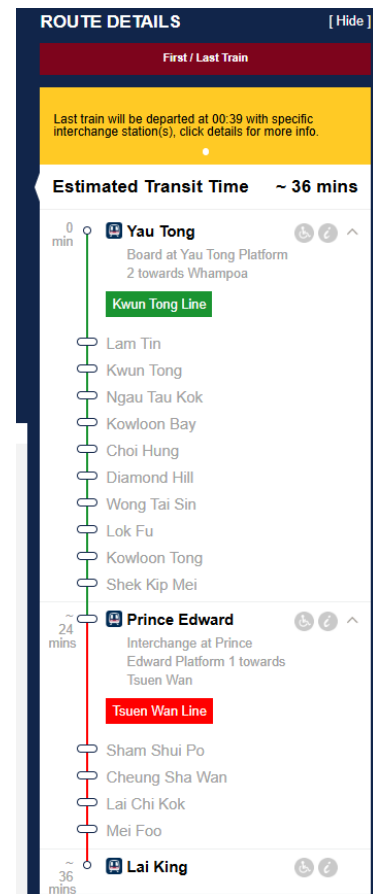 ROUTE DETAILS [ Hide ]
First / Last Train
Last train will be departed at 00:39 with specific
interchange station(s), click details for more info.
Estimated Transit Time ~ 36 mins
0
min
Yau Tong
Board at Yau Tong Platform
2 towards Whampoa
Kwun Tong Line
Lam Tin
Kwun Tong
Ngau Tau Kok
Kowloon Bay
Choi Hung
Diamond Hill
Wong Tai Sin
Lok Fu
Kowloon Tong
Shek Kip Mei
~
24
mins
Prince Edward
Interchange at Prince
Edward Platform 1 towards
Tsuen Wan
Tsuen Wan Line
Sham Shui Po
Cheung Sha Wan
Lai Chi Kok
Mei Foo
~
36
mins
Lai King